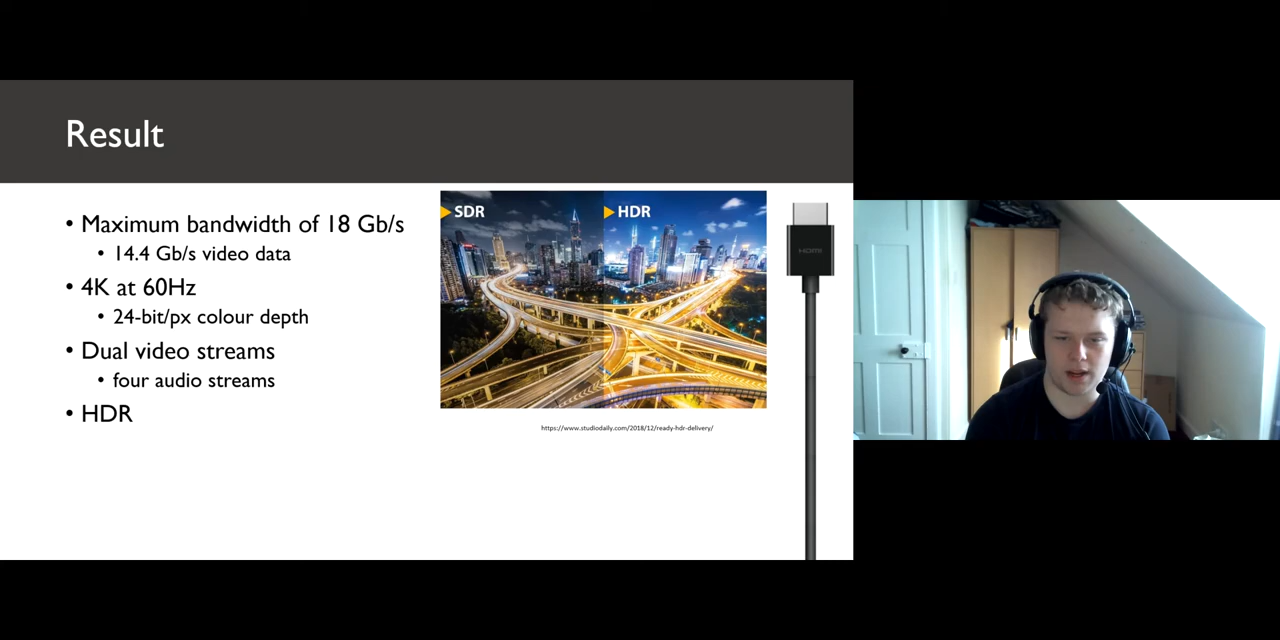 Result
• Maximum bandwidth of 18 Gb/s
• 14.4 Gb/s video data
• 4K at 60Hz
• 24-bit/px colour depth
• Dual video streams
• four audio streams
• HDR
SDR
HDR
https://www.studiodaily.com/2018/12/ready-hdr-delivery/
HDMI